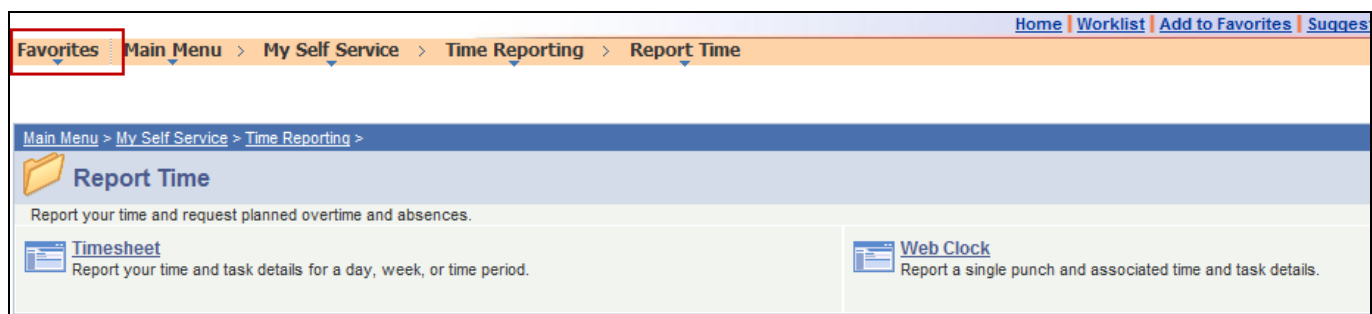 Home | Worklist | Add to Favorites |
Favorites Main Menu > My Self Service > Time Reporting > Report Time
Main Menu > My Self Service > Time Reporting >
Report Time
Report your time and request planned overtime and absences.
Timesheet
Report your time and task details for a day, week, or time period.
Web Clock
Report a single punch and associated time and task details.